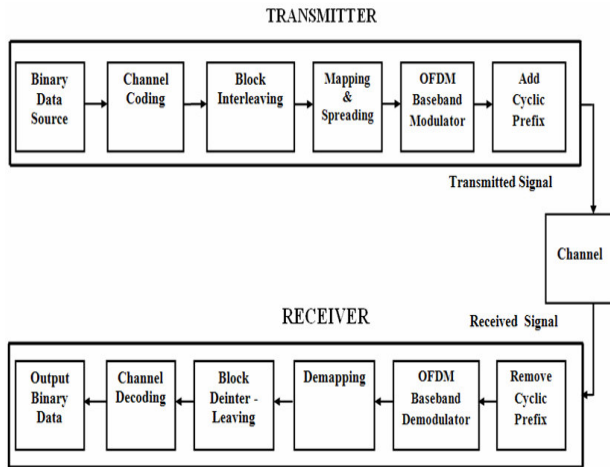 TRANSMITTER
Binary
Data
Source
Channel
Coding
Block
Interleaving
Mapping
&
Spreading
OFDM
Baseband
Modulator
Add
Cyclic
Prefix
Transmitted Signal
Channel
Received Signal
RECEIVER
Output
Binary
Data
Channel
Decoding
Block
Deinter -
Leaving
Demapping
OFDM
Baseband
Demodulator
Remove
Cyclic
Prefix